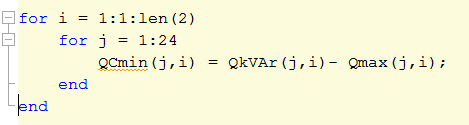 for i = 1:1:len(2)
    for j = 1:24
        QCmin(j,i) = QkVAr(j,i)- Qmax(j,i);
    end
end